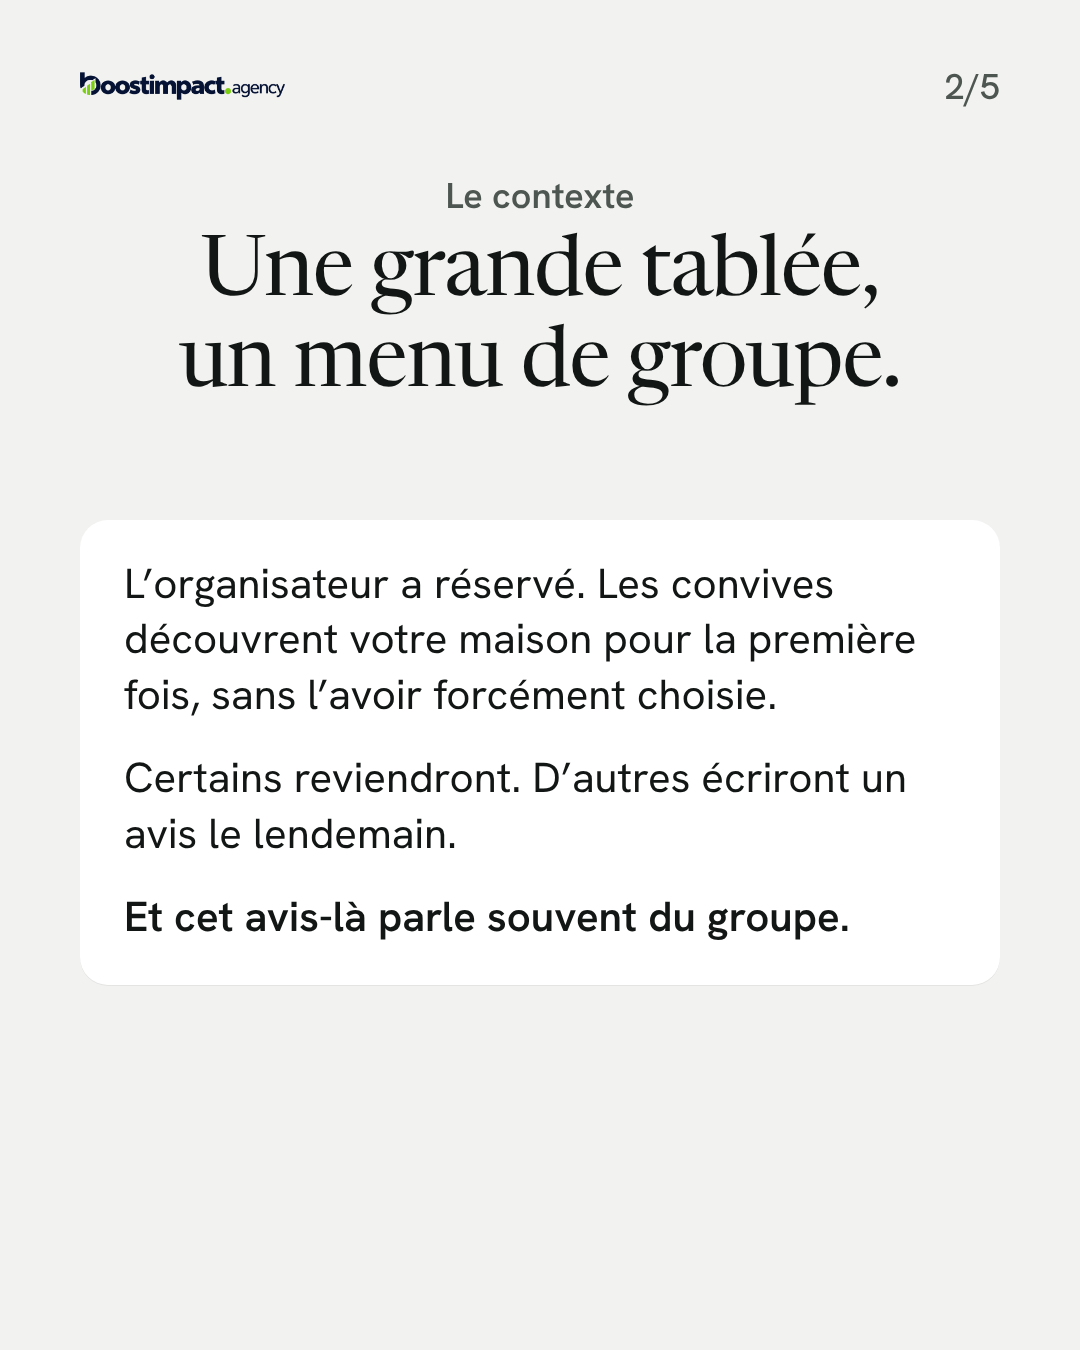 boostimpact.agency
2/5
Le contexte
Une grande tablée,
un menu de groupe.
L’organisateur a réservé. Les convives
découvrent votre maison pour la première
fois, sans l’avoir forcément choisie.
Certains reviendront. D’autres écriront un
avis le lendemain.
Et cet avis-là parle souvent du groupe.